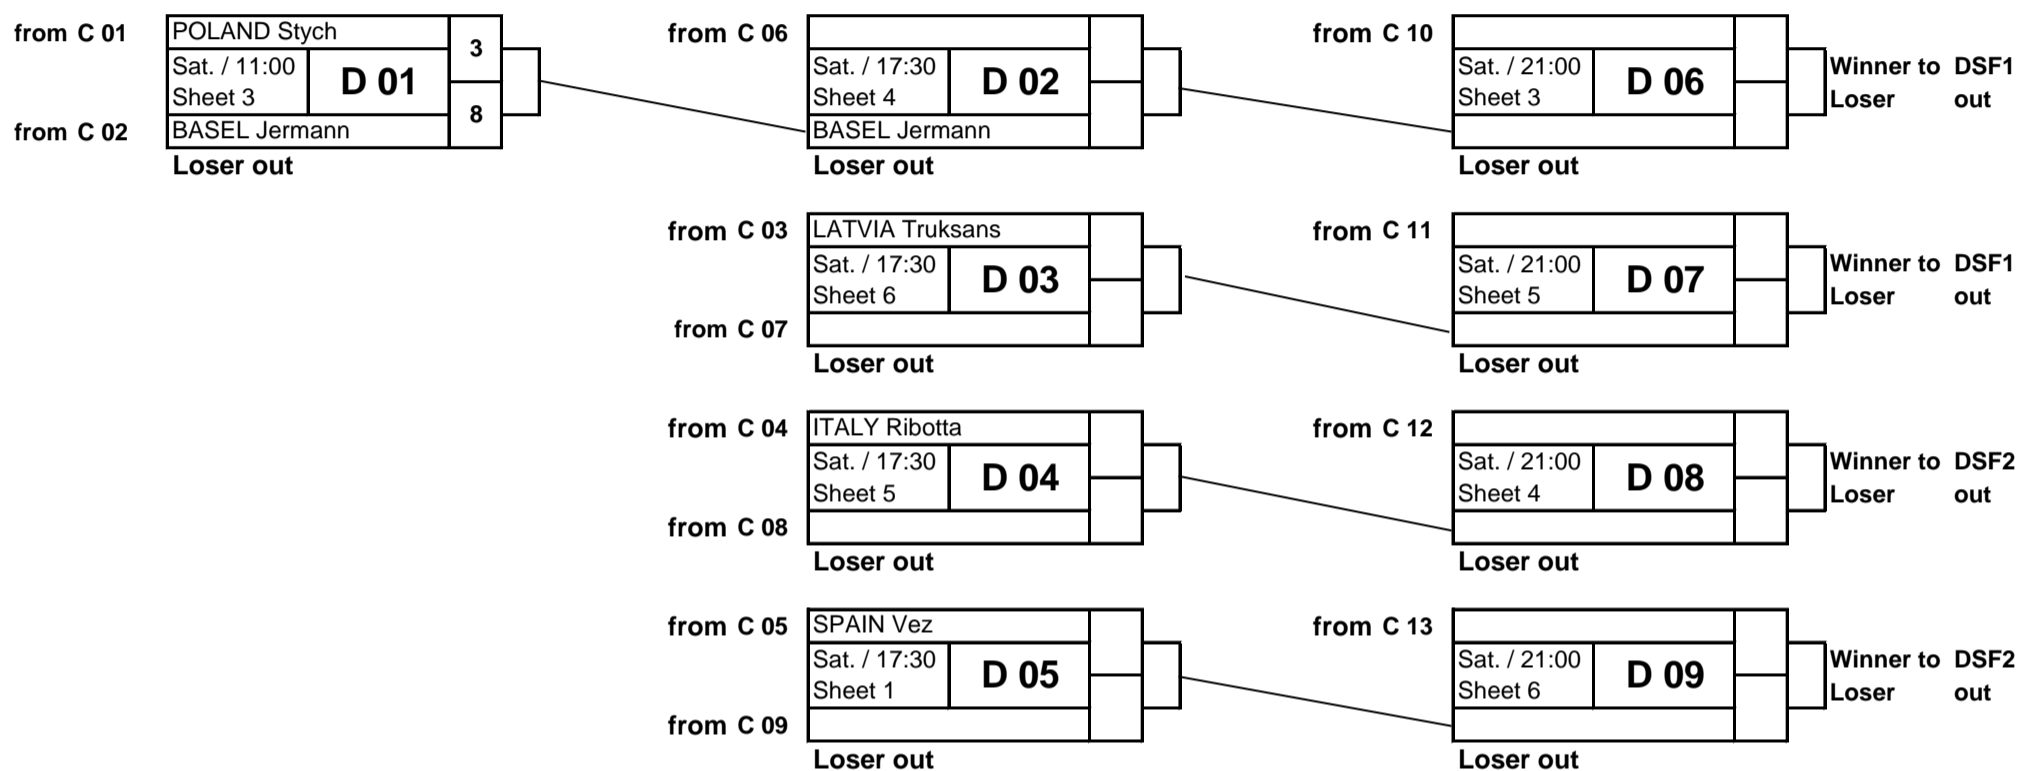 from C 01
POLAND Stych
3
Sat. / 11:00
Sheet 3
D 01
8
from C 02
BASEL Jermann
Loser out
from C 06
Sat. / 17:30
Sheet 4
D 02
BASEL Jermann
Loser out
from C 10
Sat. / 21:00
Sheet 3
D 06
Winner to DSF1
Loser out
Loser out
from C 03
LATVIA Truksans
Sat. / 17:30
Sheet 6
D 03
from C 07
Loser out
from C 11
Sat. / 21:00
Sheet 5
D 07
Winner to DSF1
Loser out
Loser out
from C 04
ITALY Ribotta
Sat. / 17:30
Sheet 5
D 04
from C 08
Loser out
from C 12
Sat. / 21:00
Sheet 4
D 08
Winner to DSF2
Loser out
Loser out
from C 05
SPAIN Vez
Sat. / 17:30
Sheet 1
D 05
from C 09
Loser out
from C 13
Sat. / 21:00
Sheet 6
D 09
Winner to DSF2
Loser out
Loser out